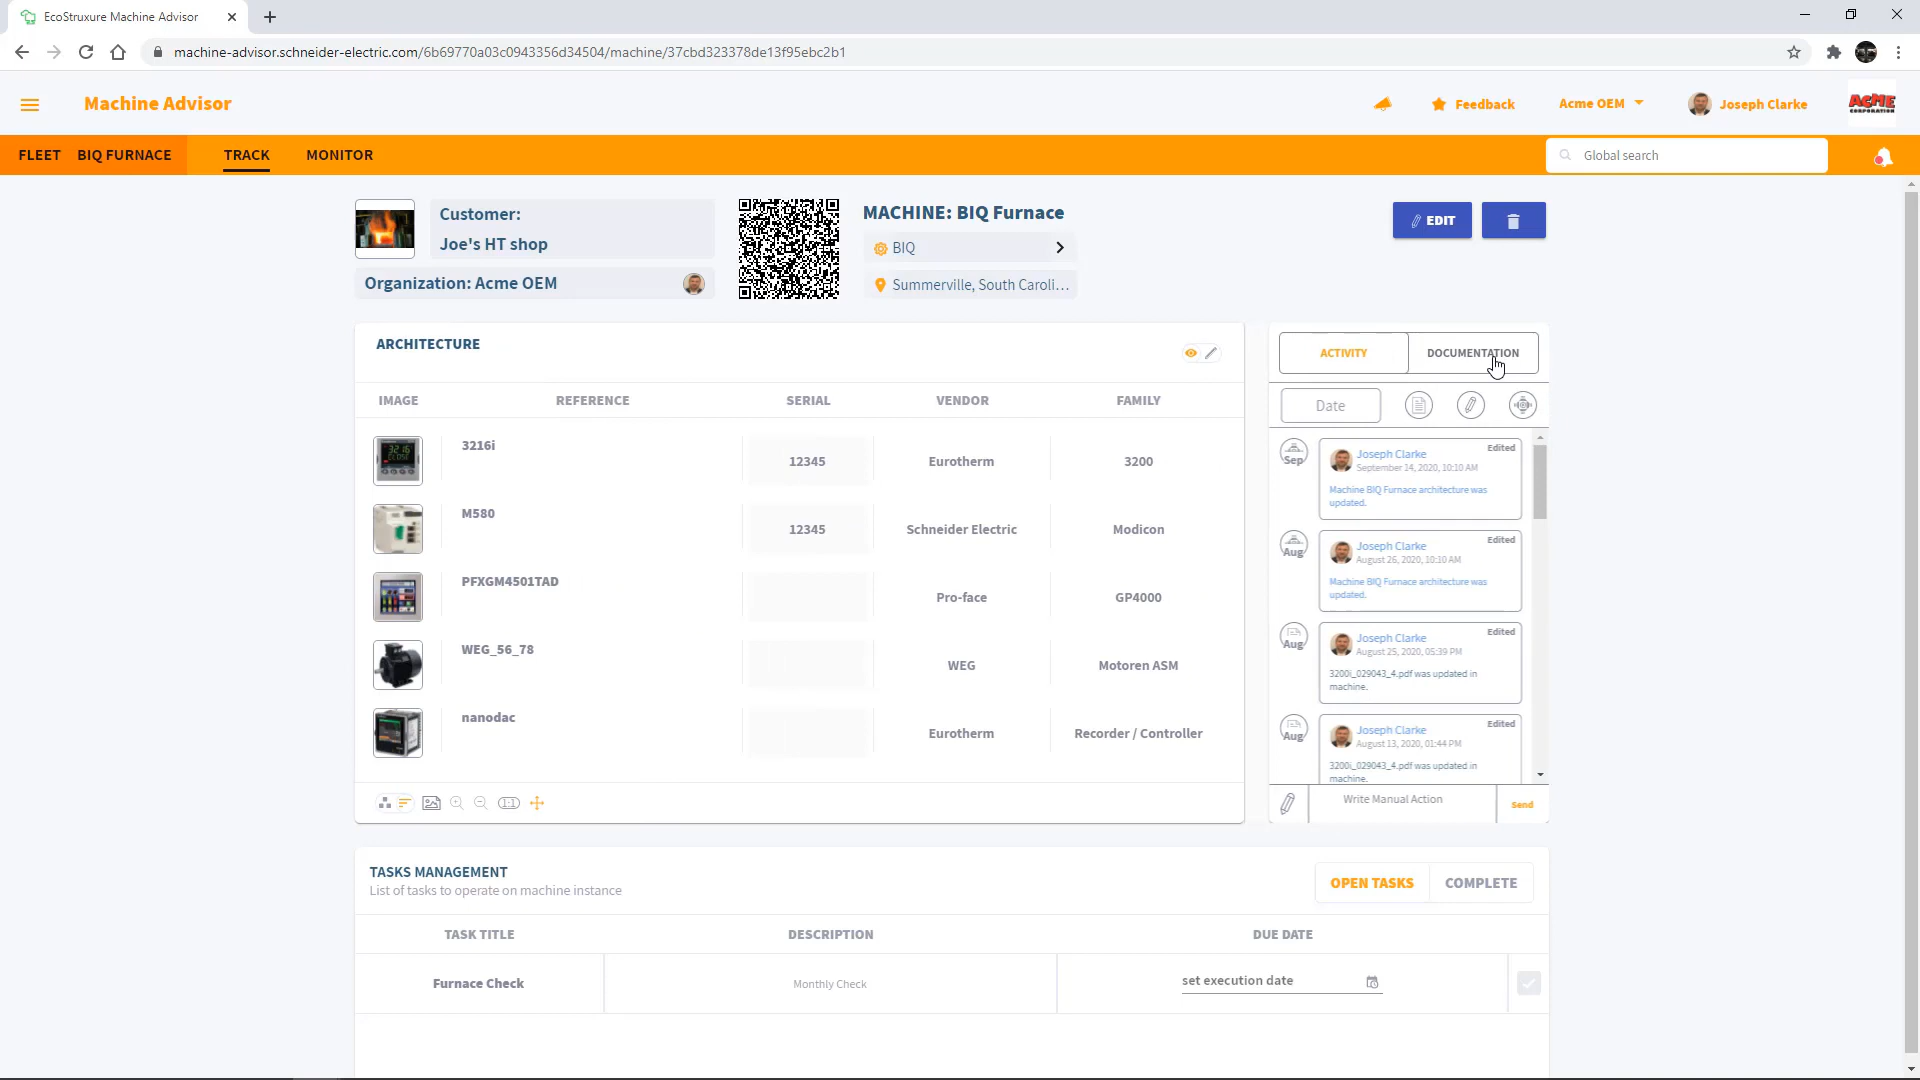 EcoStruxure Machine Advisor
machine-advisor.schneider-electric.com/6b69770a03c0943356d34504/machine/37cbd323378de13f95ebc2b1
Machine Advisor
Feedback
Acme OEM
Joseph Clarke
ACME
CORPORATION
FLEET
BIQ FURNACE
TRACK
MONITOR
Global search
Customer:
Joe's HT shop
Organization: Acme OEM
MACHINE: BIQ Furnace
BIQ
Summerville, South Caroli...
EDIT
ARCHITECTURE
IMAGE REFERENCE SERIAL VENDOR FAMILY
3216i 12345 Eurotherm 3200
M580 12345 Schneider Electric Modicon
PFXGM4501TAD Pro-face GP4000
WEG_56_78 WEG Motoren ASM
nanodac Eurotherm Recorder / Controller
1:1
ACTIVITY
DOCUMENTATION
Date
Sep
Joseph Clarke
Edited
September 14, 2020, 10:10 AM
Machine BIQ Furnace architecture was
updated.
Aug
Joseph Clarke
Edited
August 26, 2020, 10:10 AM
Machine BIQ Furnace architecture was
updated.
Aug
Joseph Clarke
Edited
August 25, 2020, 05:39 PM
3200i_029043_4.pdf was updated in
machine.
Aug
Joseph Clarke
Edited
August 13, 2020, 01:44 PM
3200i_029043_4.pdf was updated in
machine.
Write Manual Action
Send
TASKS MANAGEMENT
List of tasks to operate on machine instance
OPEN TASKS
COMPLETE
TASK TITLE DESCRIPTION DUE DATE
Furnace Check Monthly Check set execution date